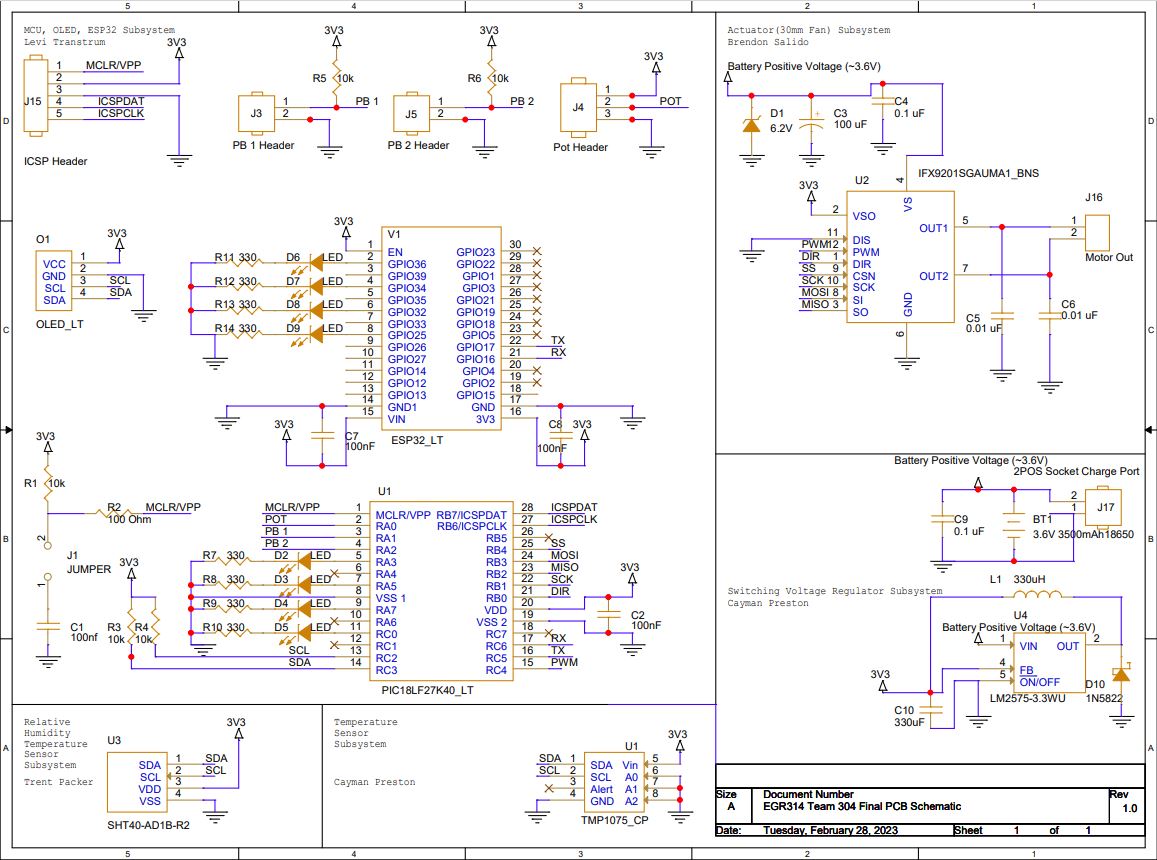 5 4 3 2 1
MCU, OLED, ESP32 Subsystem
Levi Transtrum
3V3
J15
1 MCLR/VPP
2
3
4 ICSPDAT
5 ICSPCLK
ICSP Header
3V3
R5 10k
J3
1 PB 1
2
PB 1 Header
3V3
R6 10k
J5
1 PB 2
2
PB 2 Header
3V3
J4
1
2 POT
3
Pot Header
Actuator(30mm Fan) Subsystem
Brendon Salido
Battery Positive Voltage (~3.6V)
D1
6.2V
C3
100 uF
C4
0.1 uF
3V3
U2
IFX9201SGAUMA1_BNS
4
VS
2 VSO
11 DIS
PWM 12 PWM
DIR 1 DIR
SS 9 CSN
SCK 10 SCK
MOSI 8 SI
MISO 3 SO
OUT1 5
OUT2 7
GND
6
J16
1
2
Motor Out
C5
0.01 uF
C6
0.01 uF
O1
3V3
VCC 1
GND 2
SCL 3 SCL
SDA 4 SDA
OLED_LT
R11 330 D6 LED
R12 330 D7 LED
R13 330 D8 LED
R14 330 D9 LED
3V3
V1
1 EN
2 GPIO36
3 GPIO39
4 GPIO34
5 GPIO35
6 GPIO32
7 GPIO33
8 GPIO25
9 GPIO26
10 GPIO27
11 GPIO14
12 GPIO12
13 GPIO13
14 GND1
15 VIN
GPIO23 30
GPIO22 29
GPIO1 28
GPIO3 27
GPIO21 26
GPIO19 25
GPIO18 24
GPIO5 23
GPIO17 22 TX
GPIO16 21 RX
GPIO4 20
GPIO2 19
GPIO15 18
GND 17
3V3 16
ESP32_LT
3V3
C7
100nF
C8
100nF
3V3
3V3
R1 10k
R2
100 Ohm
MCLR/VPP
2
J1
JUMPER
1
C1
100nf
3V3
R3
10k
R4
10k
R7 330 D2 LED
R8 330 D3 LED
R9 330 D4 LED
R10 330 D5 LED
U1
MCLR/VPP 1 MCLR/VPP
POT 2 RA0
PB 1 3 RA1
PB 2 4 RA2
5 RA3
6 RA4
7 RA5
8 VSS 1
9 RA7
10 RA6
11 RC0
12 RC1
SCL 13 RC2
SDA 14 RC3
RB7/ICSPDAT 28 ICSPDAT
RB6/ICSPCLK 27 ICSPCLK
RB5 26
RB4 25 SS
RB3 24 MOSI
RB2 23 MISO
RB1 22 SCK
RB0 21 DIR
VDD 20
VSS 2 19
RC7 18
RC6 17 RX
RC5 16 TX
RC4 15 PWM
PIC18LF27K40_LT
3V3
C2
100nF
Battery Positive Voltage (~3.6V)
2POS Socket Charge Port
C9
0.1 uF
BT1
3.6V 3500mAh18650
2
1
J17
Switching Voltage Regulator Subsystem
Cayman Preston
L1 330uH
U4
Battery Positive Voltage (~3.6V)
1 VIN
OUT 2
4 FB
5 ON/OFF
LM2575-3.3WU
D10
1N5822
3V3
C10
330uF
Relative
Humidity
Temperature
Sensor
Subsystem
Trent Packer
U3
3V3
SDA 1 SDA
SCL 2 SCL
VDD 3
VSS 4
SHT40-AD1B-R2
Temperature
Sensor
Subsystem
Cayman Preston
U1
3V3
SDA 1 SDA
SCL 2 SCL
3 Alert
4 GND
Vin 5
A0 6
A1 7
A2 8
TMP1075_CP
Size
A
Document Number
EGR314 Team 304 Final PCB Schematic
Rev
1.0
Date: Tuesday, February 28, 2023 Sheet 1 of 1
D D
C C
B B
A A
5 4 3 2 1